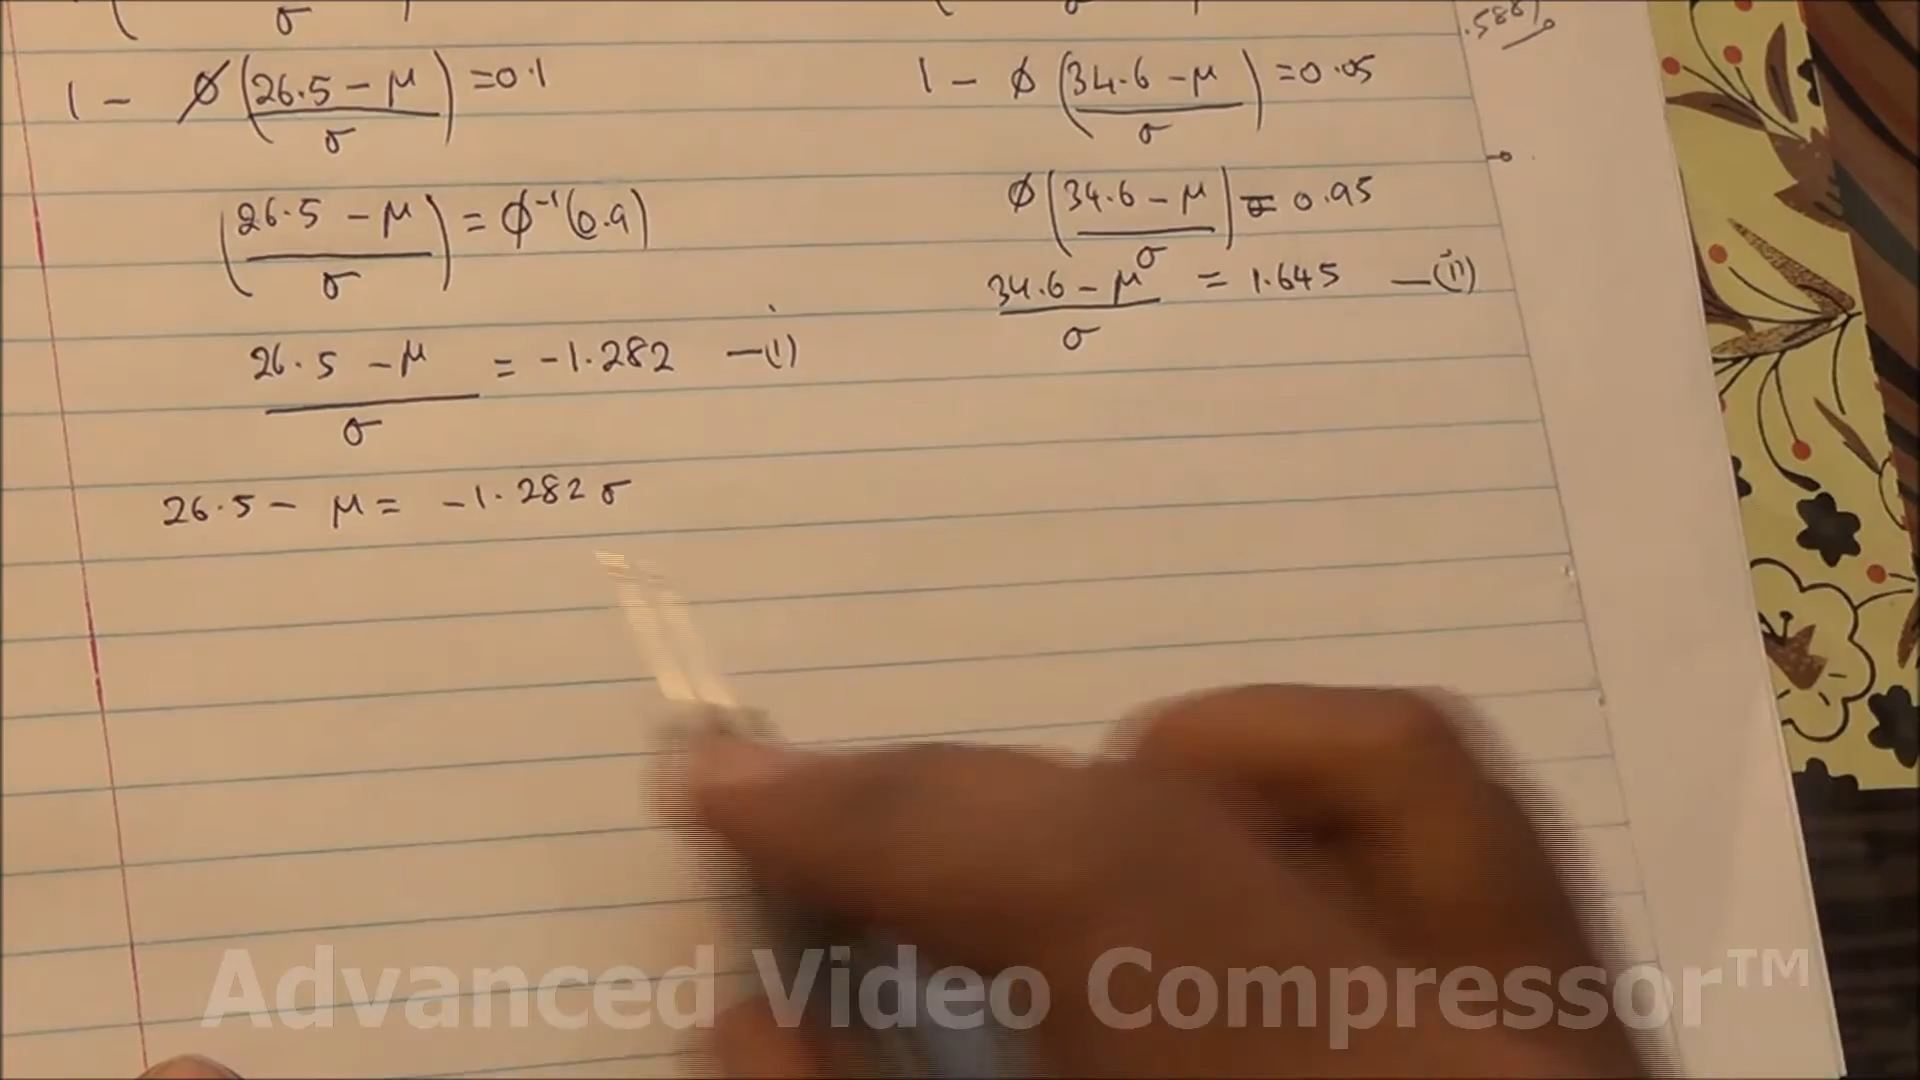 σ
σ
.588%
1 - Ø(26.5 - μ / σ) = 0.1
1 - Ø(34.6 - μ / σ) = 0.05
(26.5 - μ / σ) = Ø⁻¹(0.9)
Ø(34.6 - μ / σ) = 0.95
34.6 - μ / σ = 1.645 —(ii)
26.5 - μ / σ = -1.282 —(i)
26.5 - μ = -1.282σ
Advanced Video Compressor™